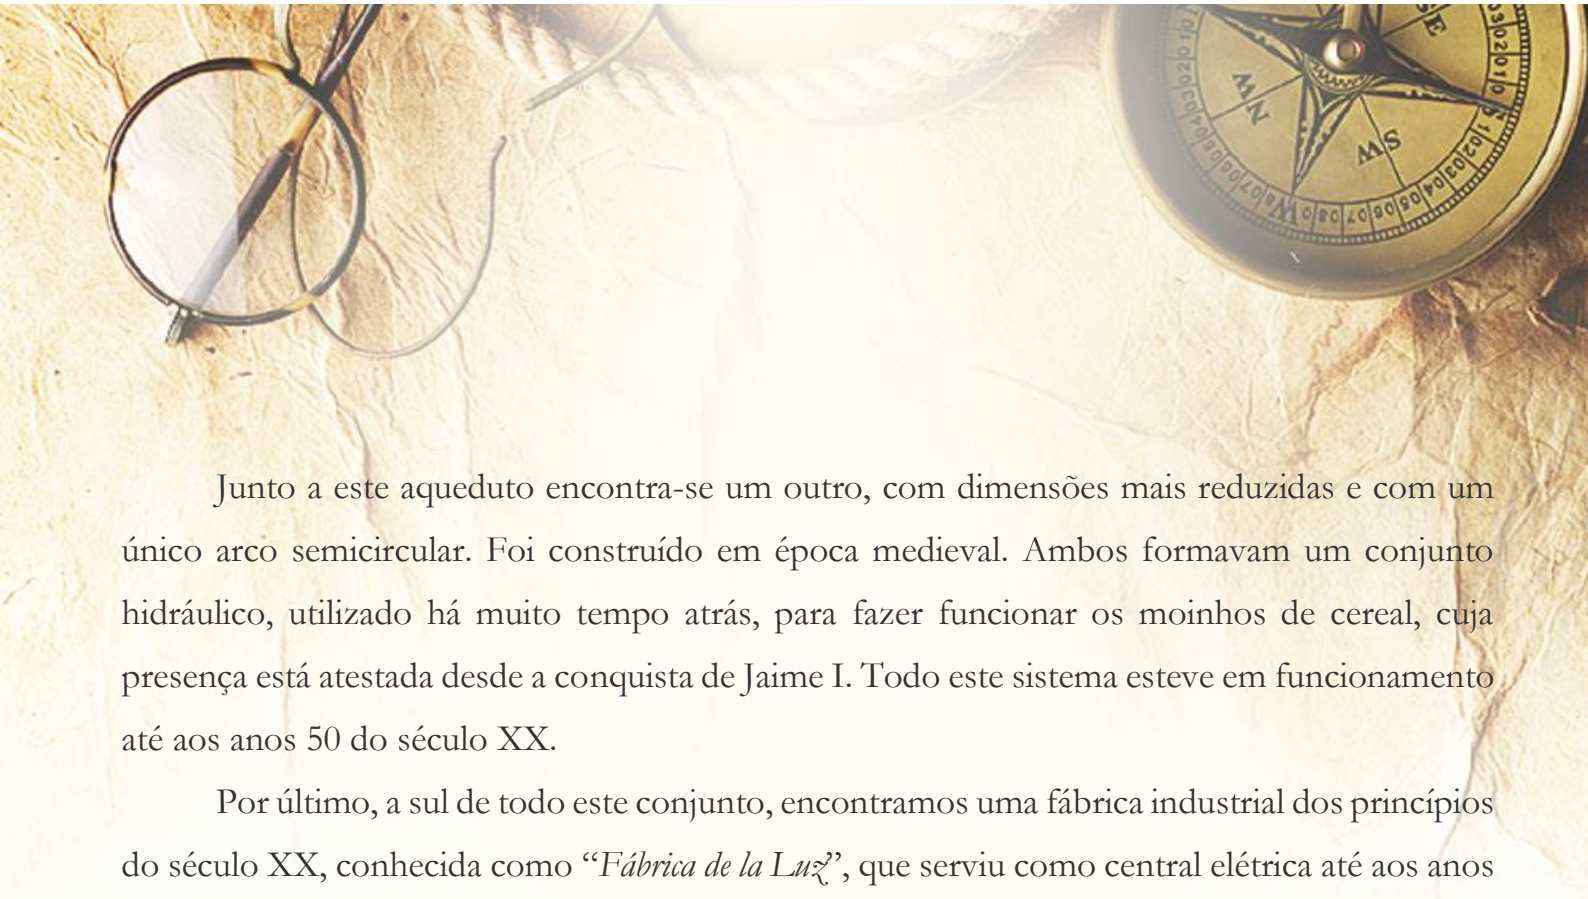 SE
NW
SW
W
Junto a este aqueduto encontra-se um outro, com dimensões mais reduzidas e com um
único arco semicircular. Foi construído em época medieval. Ambos formavam um conjunto
hidráulico, utilizado há muito tempo atrás, para fazer funcionar os moinhos de cereal, cuja
presença está atestada desde a conquista de Jaime I. Todo este sistema esteve em funcionamento
até aos anos 50 do século XX.
Por último, a sul de todo este conjunto, encontramos uma fábrica industrial dos princípios
do século XX, conhecida como “Fábrica de la Luz”, que serviu como central elétrica até aos anos